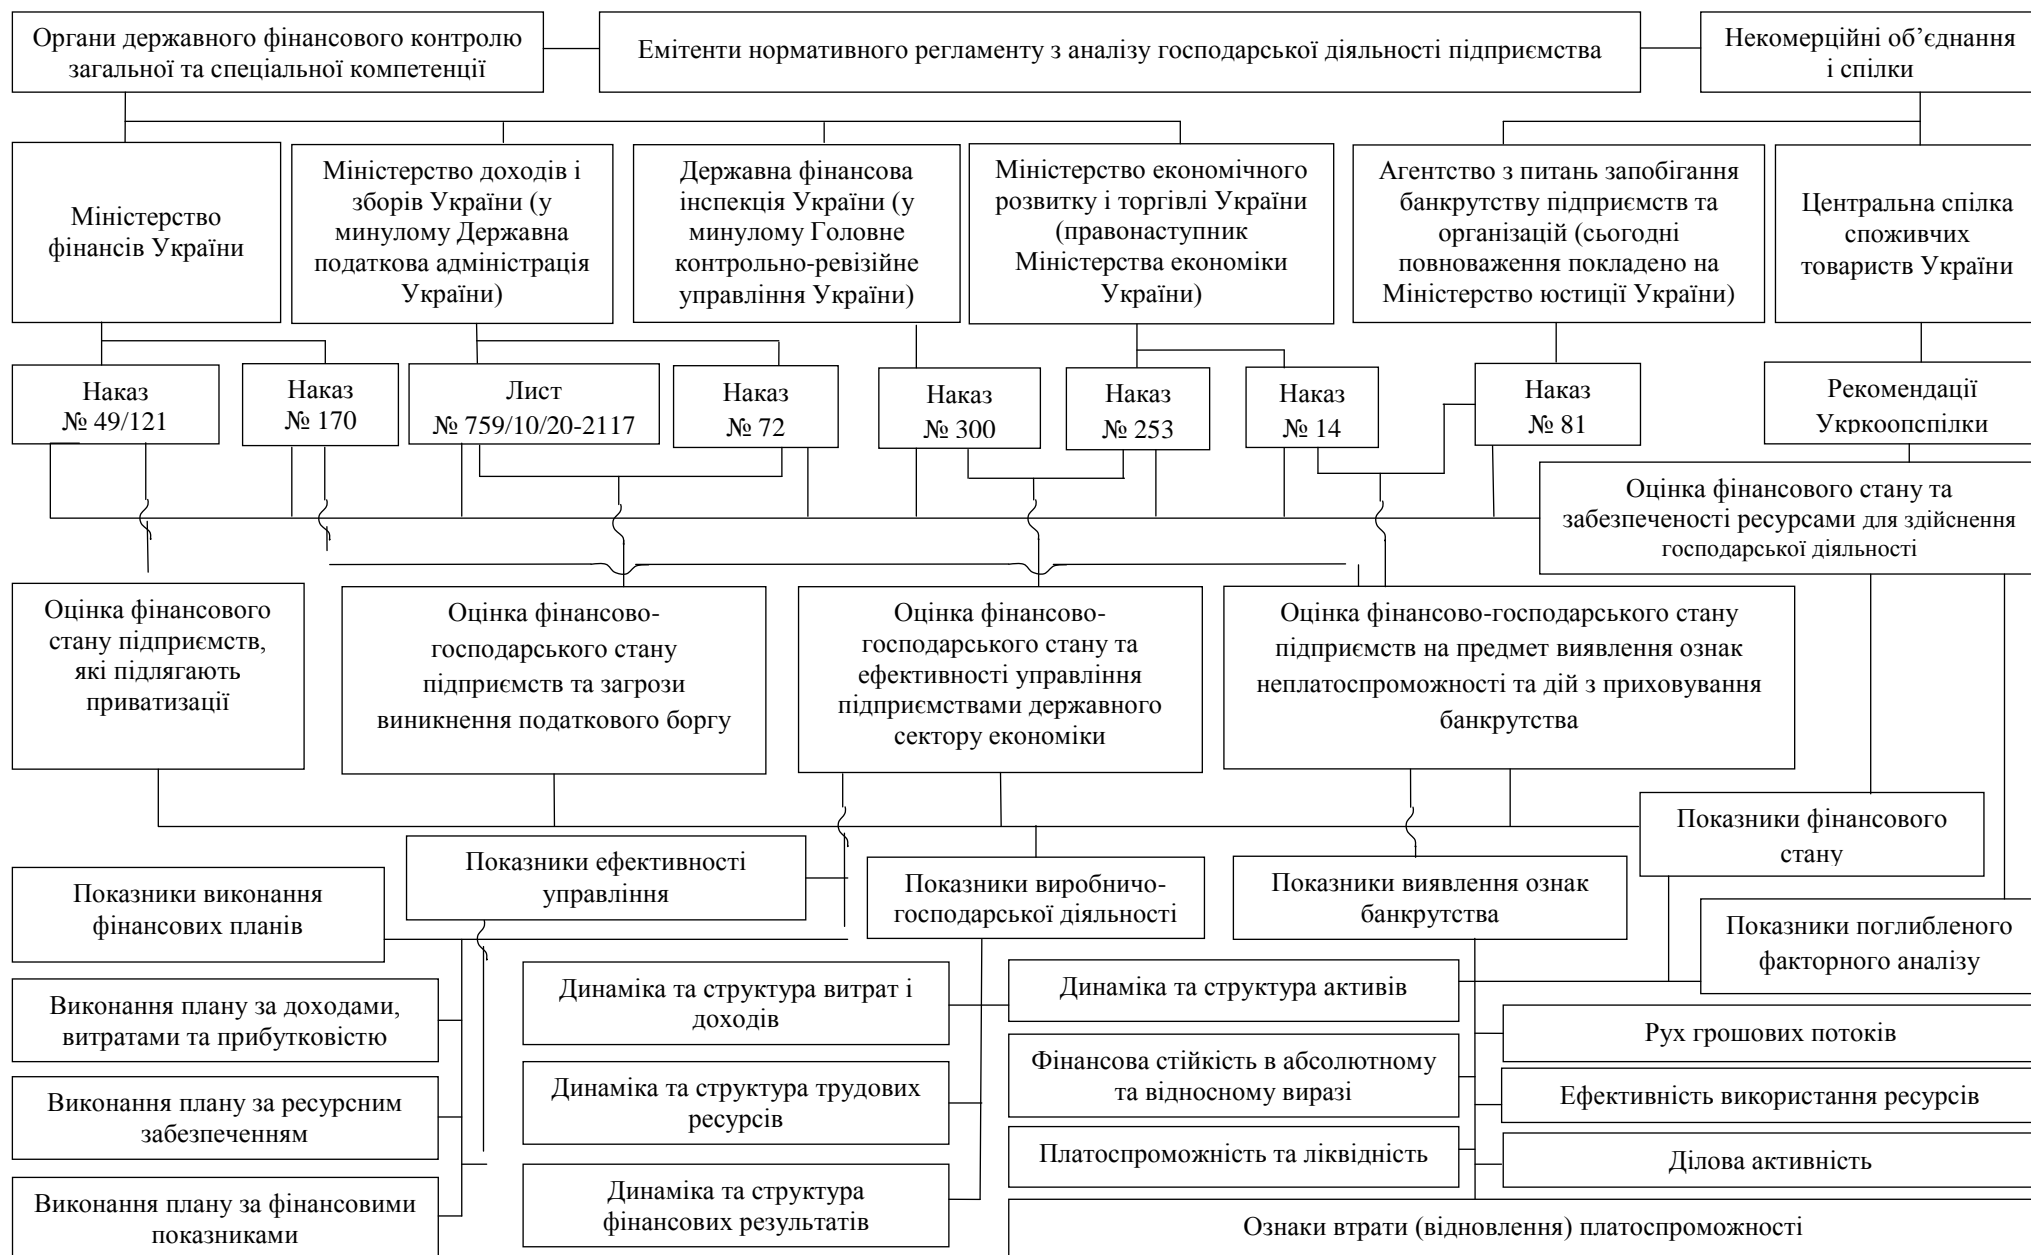 Органи державного фінансового контролю
загальної та спеціальної компетенції
Емітенти нормативного регламенту з аналізу господарської діяльності підприємства
Некомерційні об’єднання
і спілки
Міністерство
фінансів України
Міністерство доходів і
зборів України (у
минулому Державна
податкова адміністрація
України)
Державна фінансова
інспекція України (у
минулому Головне
контрольно-ревізійне
управління України)
Міністерство економічного
розвитку і торгівлі України
(правонаступник
Міністерства економіки
України)
Агентство з питань запобігання
банкрутству підприємств та
організацій (сьогодні
повноваження покладено на
Міністерство юстиції України)
Центральна спілка
споживчих
товариств України
Наказ
№ 49/121
Наказ
№ 170
Лист
№ 759/10/20-2117
Наказ
№ 72
Наказ
№ 300
Наказ
№ 253
Наказ
№ 14
Наказ
№ 81
Рекомендації
Укркоопспілки
Оцінка фінансового стану та
забезпеченості ресурсами для здійснення
господарської діяльності
Оцінка фінансового
стану підприємств,
які підлягають
приватизації
Оцінка фінансово-
господарського стану
підприємств та загрози
виникнення податкового боргу
Оцінка фінансово-
господарського стану та
ефективності управління
підприємствами державного
сектору економіки
Оцінка фінансово-господарського стану
підприємств на предмет виявлення ознак
неплатоспроможності та дій з приховування
банкрутства
Показники фінансового
стану
Показники ефективності
управління
Показники виконання
фінансових планів
Показники виробничо-
господарської діяльності
Показники виявлення ознак
банкрутства
Показники поглибленого
факторного аналізу
Виконання плану за доходами,
витратами та прибутковістю
Динаміка та структура витрат і
доходів
Динаміка та структура активів
Рух грошових потоків
Виконання плану за ресурсним
забезпеченням
Динаміка та структура трудових
ресурсів
Фінансова стійкість в абсолютному
та відносному виразі
Ефективність використання ресурсів
Платоспроможність та ліквідність
Ділова активність
Виконання плану за фінансовими
показниками
Динаміка та структура
фінансових результатів
Ознаки втрати (відновлення) платоспроможності